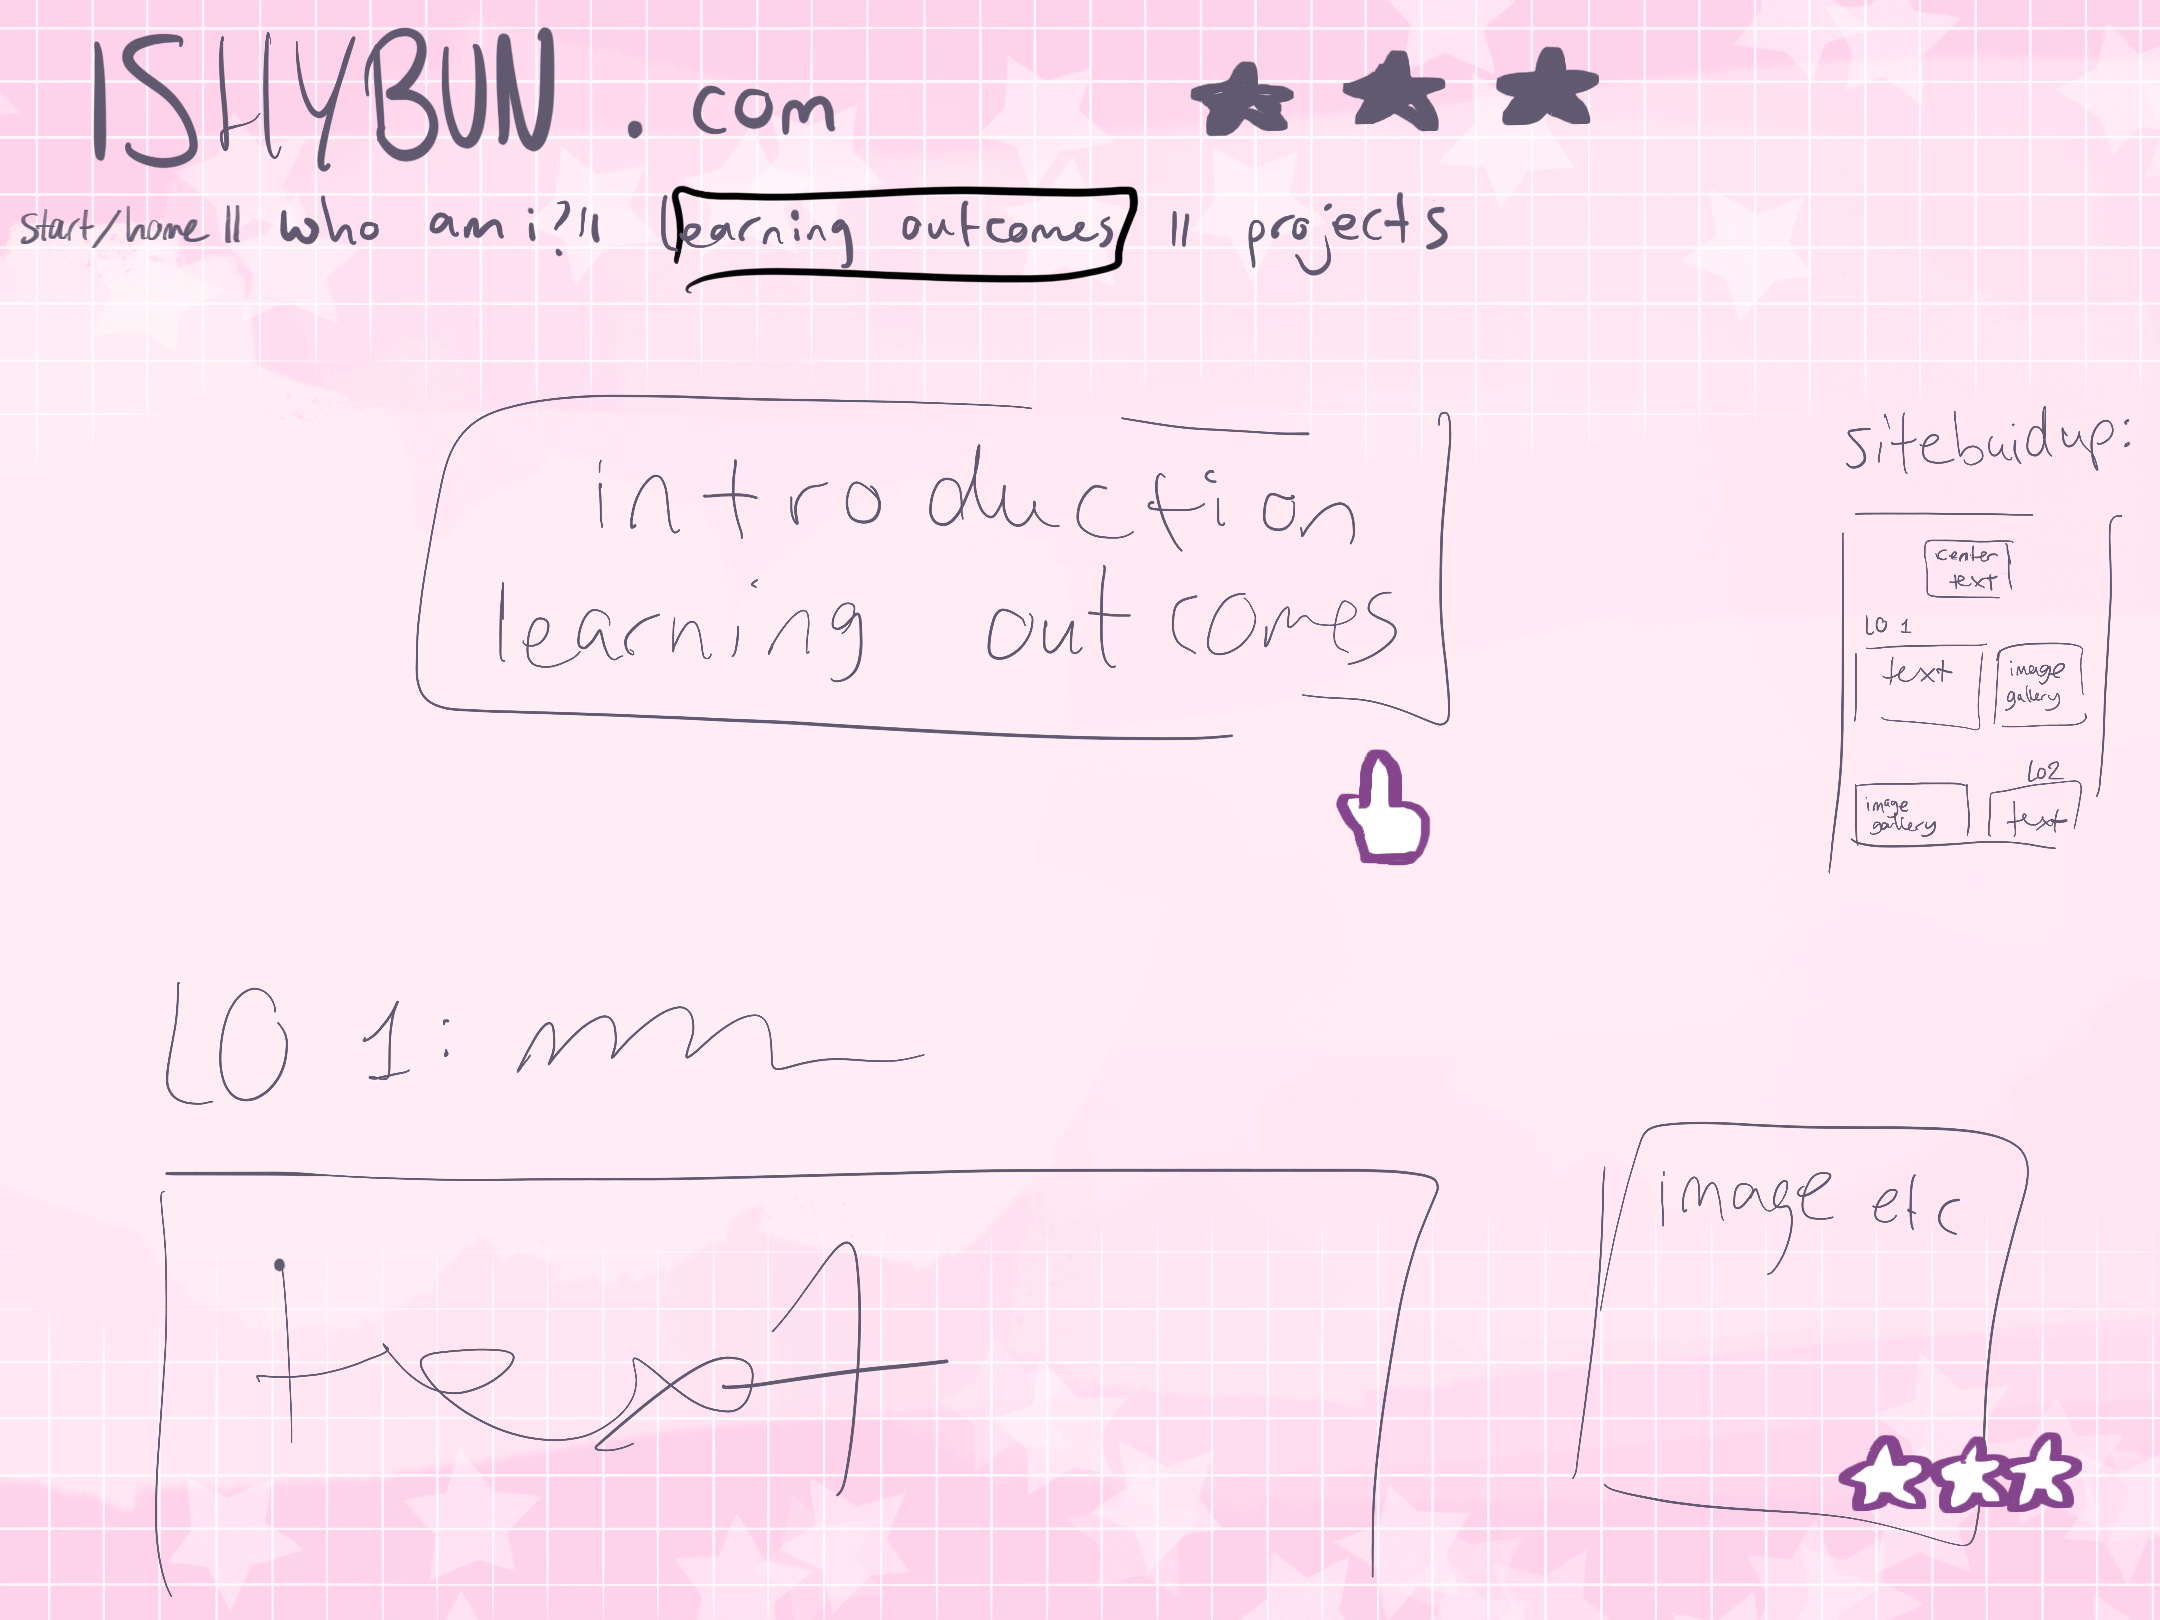 ISHYBUN.com
start/home || who am i? || learning outcomes || projects
introduction
learning outcomes
sitebuidup:
center
text
LO 1
text
image
gallery
LO2
image
gallery
text
LO 1:
image etc
text